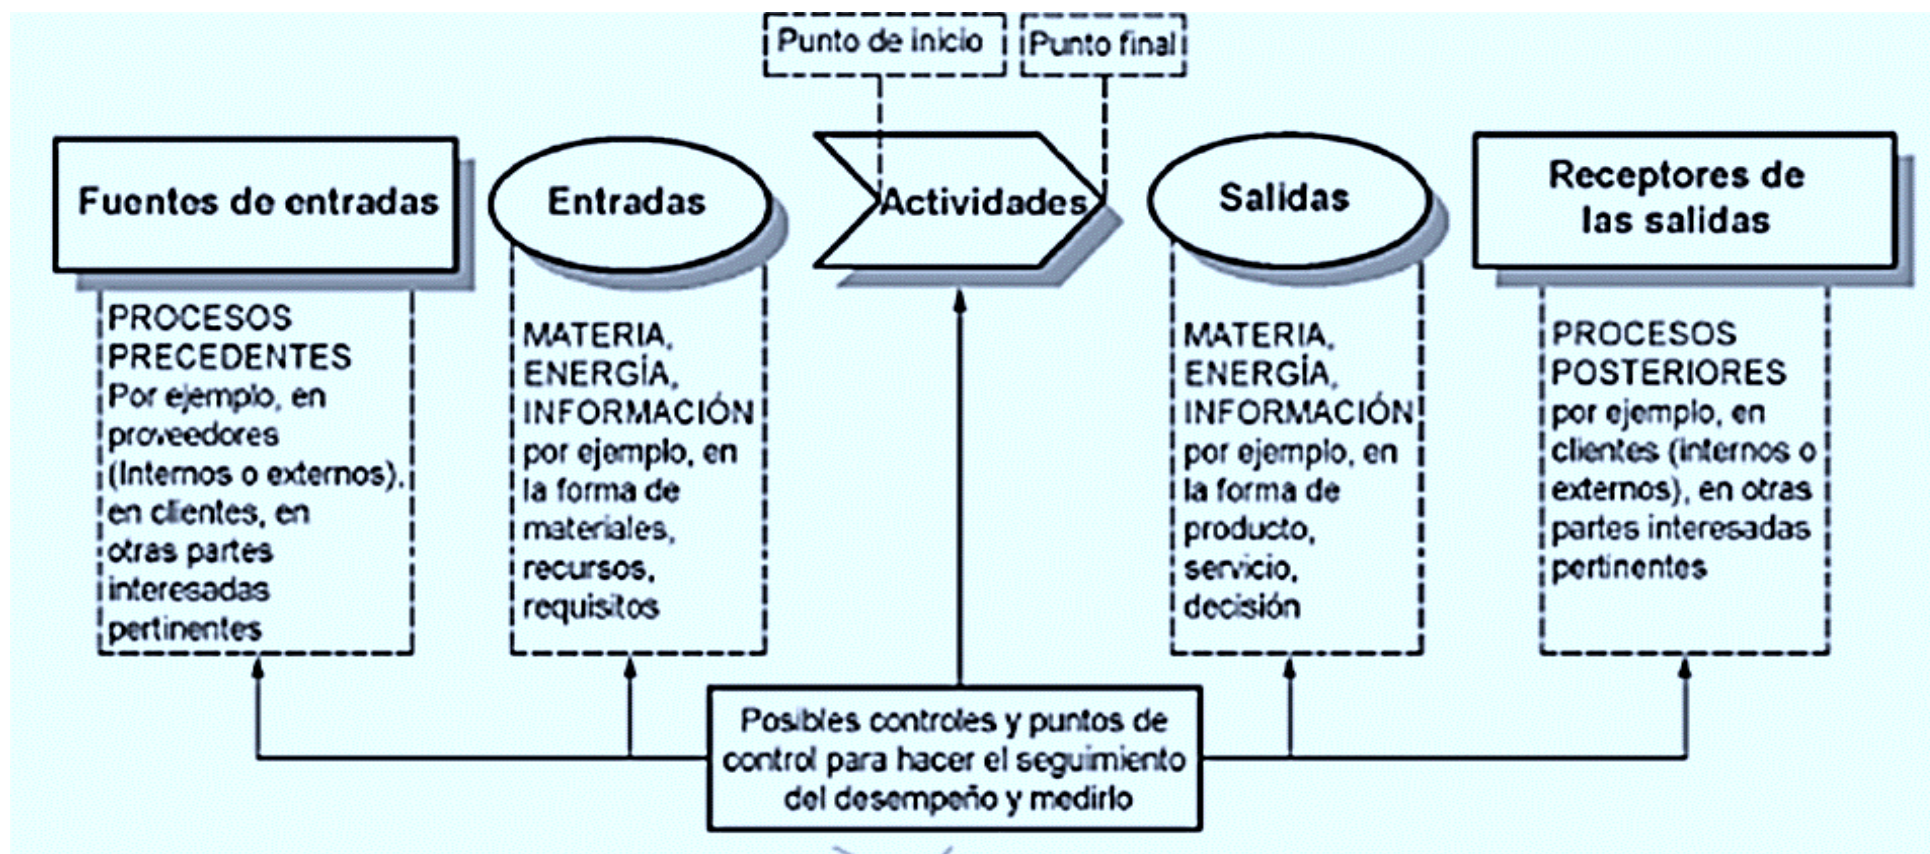 Punto de inicio
Punto final
Fuentes de entradas
Entradas
Actividades
Salidas
Receptores de
las salidas
PROCESOS
PRECEDENTES
Por ejemplo, en
proveedores
(Internos o externos),
en clientes, en
otras partes
interesadas
pertinentes
MATERIA,
ENERGÍA,
INFORMACIÓN
por ejemplo, en
la forma de
materiales,
recursos,
requisitos
MATERIA,
ENERGÍA,
INFORMACIÓN
por ejemplo, en
la forma de
producto,
servicio,
decisión
PROCESOS
POSTERIORES
por ejemplo, en
clientes (internos o
externos), en otras
partes interesadas
pertinentes
Posibles controles y puntos de
control para hacer el seguimiento
del desempeño y medirlo